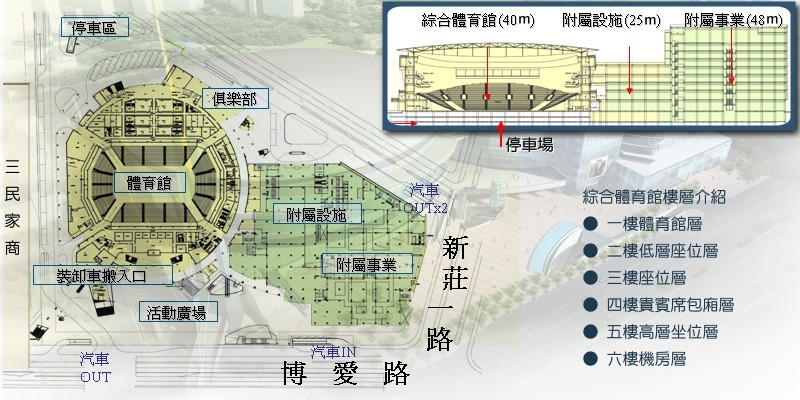 停車區
綜合體育館(40m)
附屬設施(25m)
附屬事業(48m)
停車場
俱樂部
體育館
三民家商
汽車
OUTx2
附屬設施
附屬事業
新莊一路
裝卸車搬入口
活動廣場
汽車
OUT
汽車IN
博愛路
綜合體育館樓層介紹
● 一樓體育館層
● 二樓低層座位層
● 三樓座位層
● 四樓貴賓席包廂層
● 五樓高層坐位層
● 六樓機房層